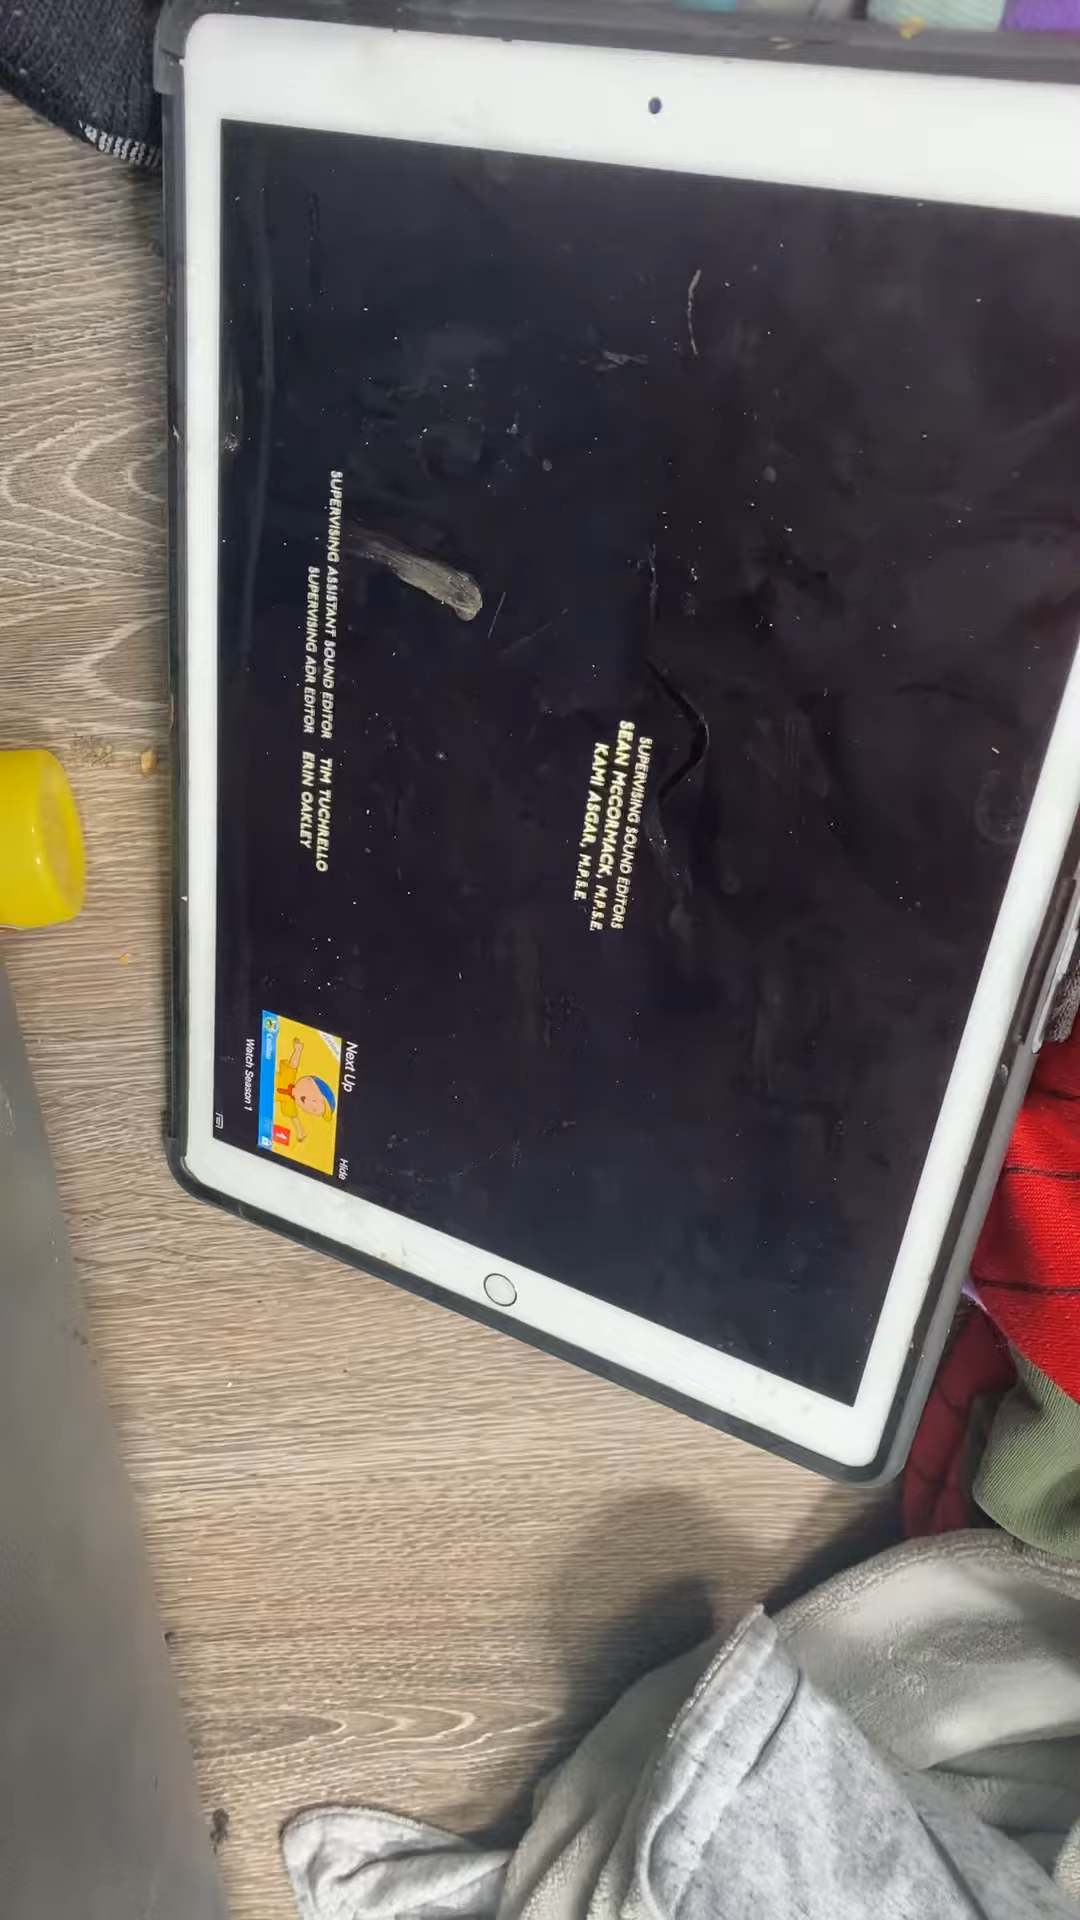 SUPERVISING SOUND EDITORS
SEAN MCCORMACK, M.P.S.E.
KAMI ASGAR, M.P.S.E.
SUPERVISING ASSISTANT SOUND EDITOR TIM TUCHRELLO
SUPERVISING ADR EDITOR ERIN OAKLEY
Next Up
Hide
Caillou
Watch Season 1